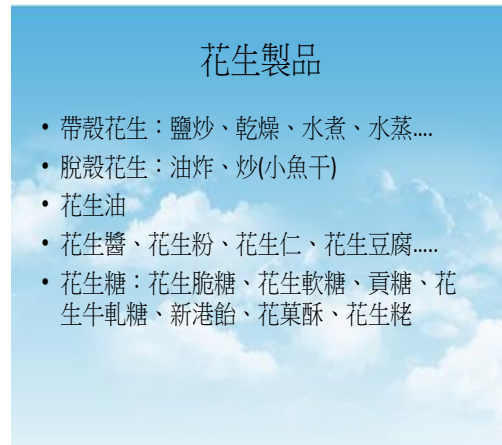 花生製品
• 帶殼花生：鹽炒、乾燥、水煮、水蒸....
• 脫殼花生：油炸、炒(小魚干)
• 花生油
• 花生醬、花生粉、花生仁、花生豆腐.....
• 花生糖：花生脆糖、花生軟糖、貢糖、花
生牛軋糖、新港飴、花菓酥、花生粩